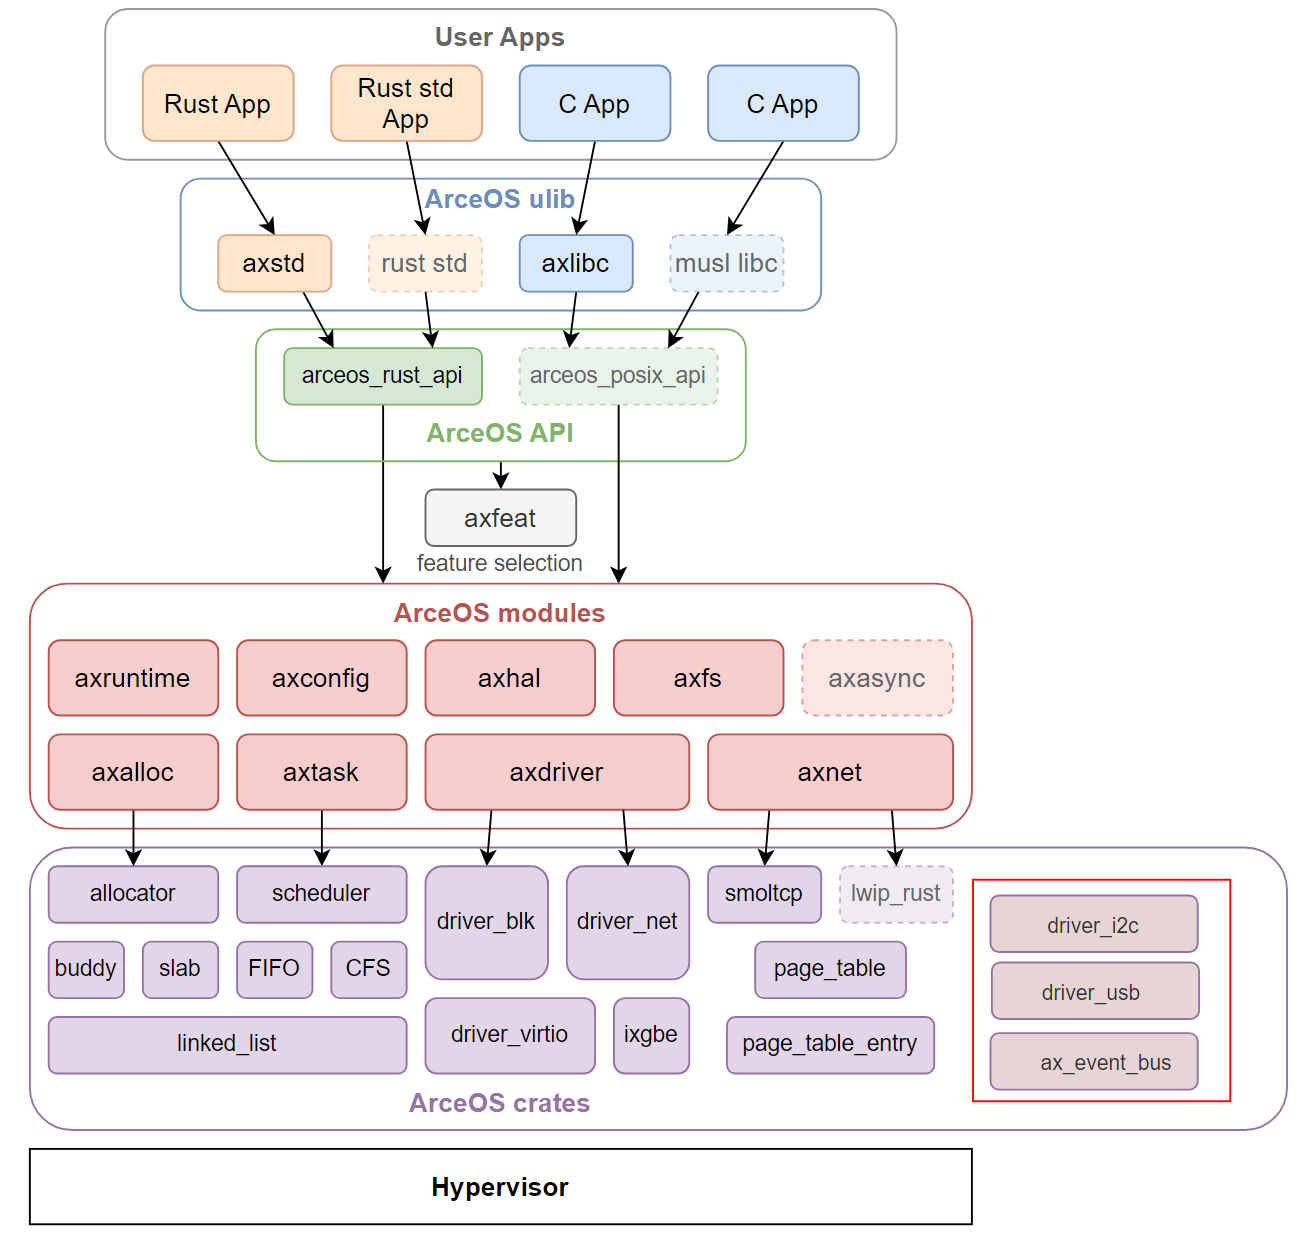 User Apps
Rust App
Rust std
App
C App
C App
ArceOS ulib
axstd
rust std
axlibc
musl libc
arceos_rust_api
arceos_posix_api
ArceOS API
axfeat
feature selection
ArceOS modules
axruntime
axconfig
axhal
axfs
axasync
axalloc
axtask
axdriver
axnet
allocator
scheduler
driver_blk
driver_net
smoltcp
lwip_rust
driver_i2c
buddy
slab
FIFO
CFS
page_table
driver_usb
linked_list
driver_virtio
ixgbe
page_table_entry
ax_event_bus
ArceOS crates
Hypervisor